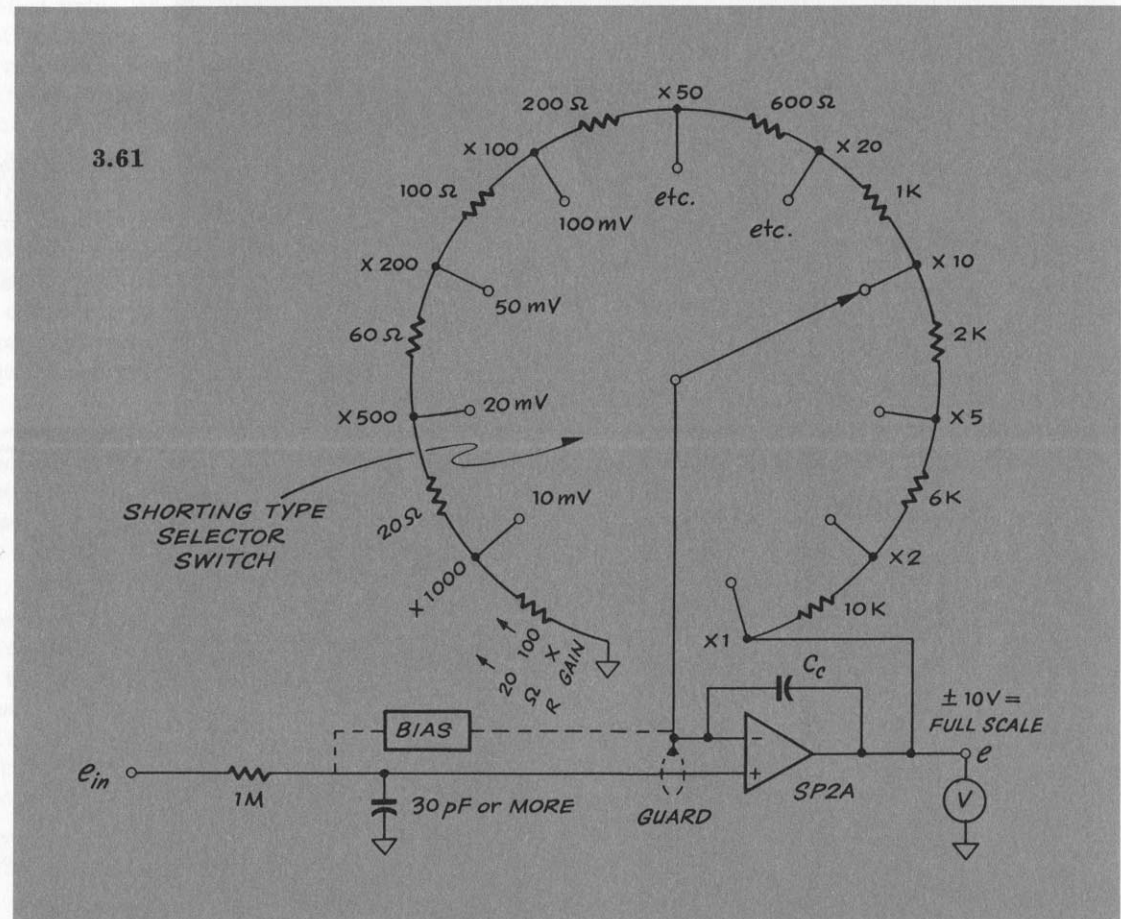 3.61
200 Ω
X 50
600 Ω
X 100
X 20
100 Ω
100 mV
etc.
etc.
1K
X 200
50 mV
X 10
60 Ω
2K
X 500
20 mV
X 5
SHORTING TYPE
SELECTOR
SWITCH
20 Ω
10 mV
6K
X 1000
X 2
10K
X 1
100
X
GAIN
20
Ω
R
Cc
± 10V =
FULL SCALE
BIAS
e in
1M
30 pF or MORE
GUARD
−
+
SP2A
e
V